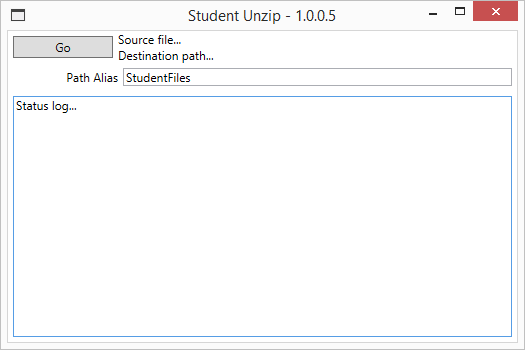 Student Unzip - 1.0.0.5
Go
Source file...
Destination path...
Path Alias StudentFiles
Status log...